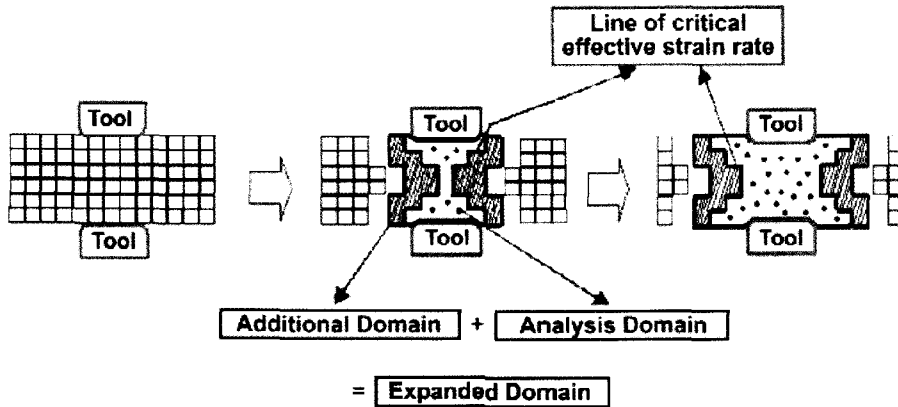 Line of critical
effective strain rate
Tool
Tool
Tool
Tool
Tool
Tool
Additional Domain + Analysis Domain
= Expanded Domain